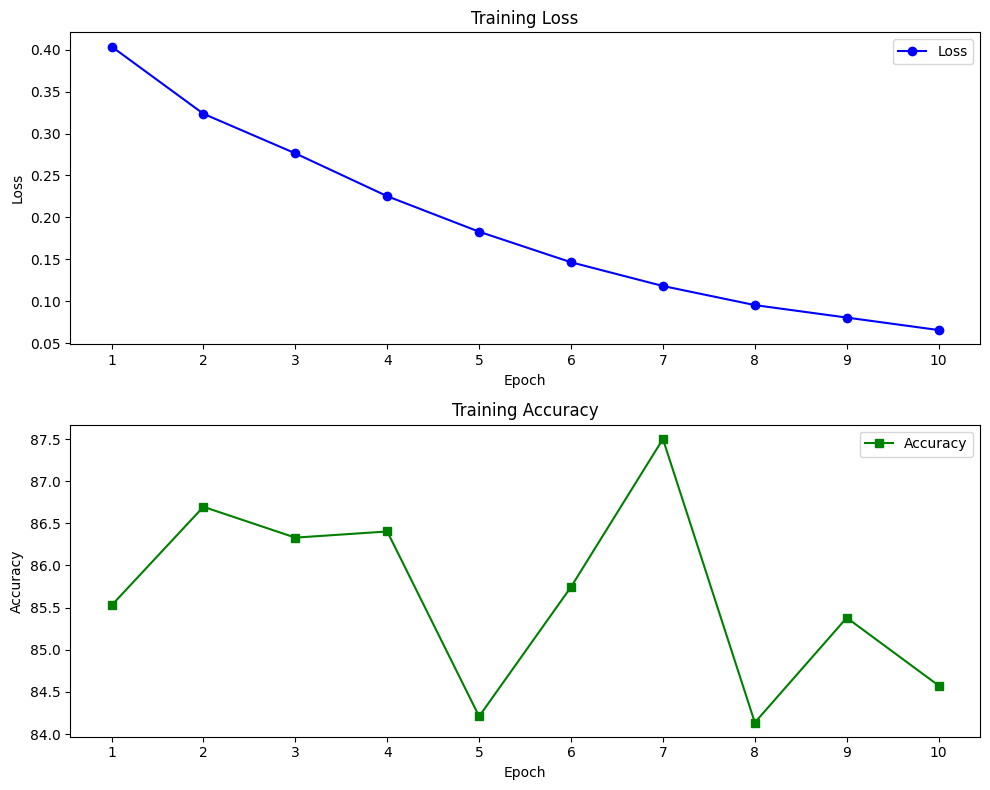 Training Loss
Loss
0.40
0.35
0.30
0.25
0.20
0.15
0.10
0.05
Loss
1 2 3 4 5 6 7 8 9 10
Epoch
Training Accuracy
Accuracy
87.5
87.0
86.5
86.0
85.5
85.0
84.5
84.0
Accuracy
1 2 3 4 5 6 7 8 9 10
Epoch